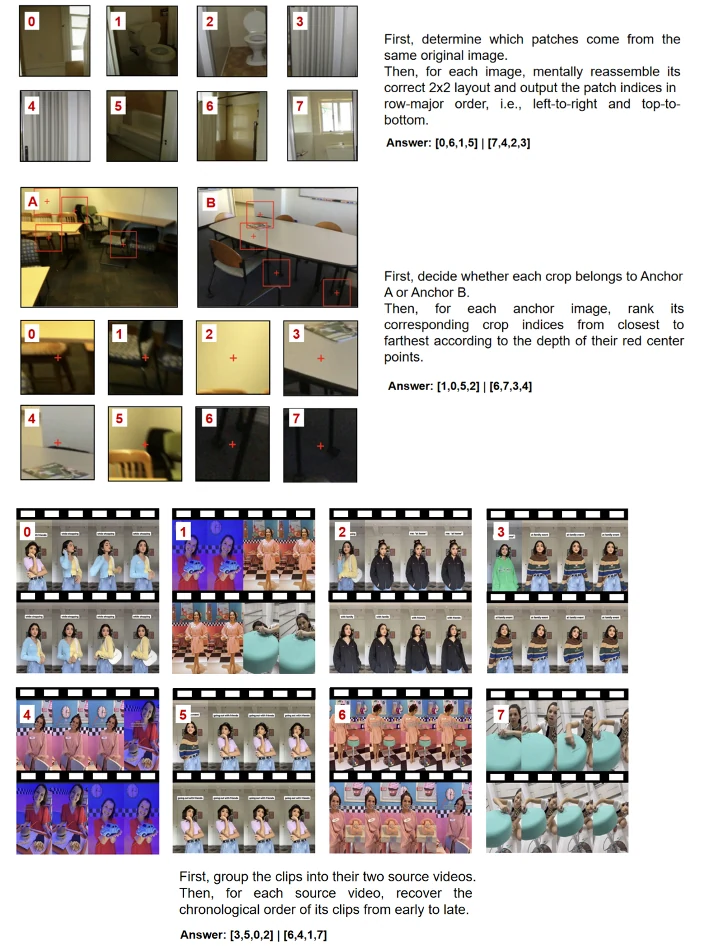 0
1
2
3
4
5
6
7
First, determine which patches come from the
same original image.
Then, for each image, mentally reassemble its
correct 2x2 layout and output the patch indices in
row-major order, i.e., left-to-right and top-to-
bottom.
Answer: [0,6,1,5] | [7,4,2,3]
A
B
0
1
2
3
4
5
6
7
First, decide whether each crop belongs to Anchor
A or Anchor B.
Then, for each anchor image, rank its
corresponding crop indices from closest to
farthest according to the depth of their red center
points.
Answer: [1,0,5,2] | [6,7,3,4]
0
1
2
3
4
5
6
7
First, group the clips into their two source videos.
Then, for each source video, recover the
chronological order of its clips from early to late.
Answer: [3,5,0,2] | [6,4,1,7]